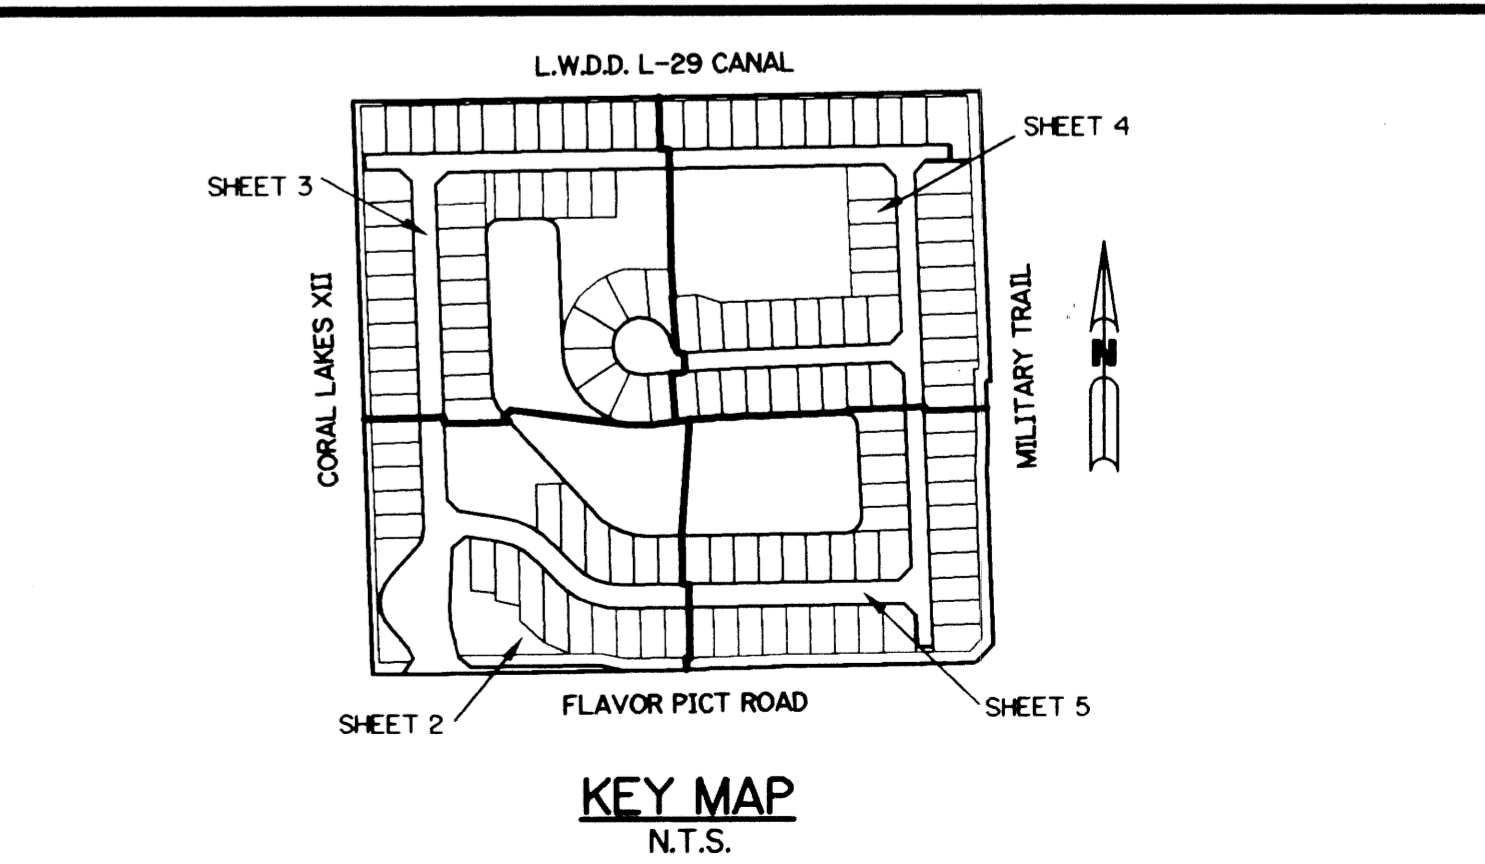 L.W.D.D. L-29 CANAL
SHEET 4
SHEET 3
CORAL LAKES XII
MILITARY TRAIL
N
SHEET 2
FLAVOR PICT ROAD
SHEET 5
KEY MAP
N.T.S.